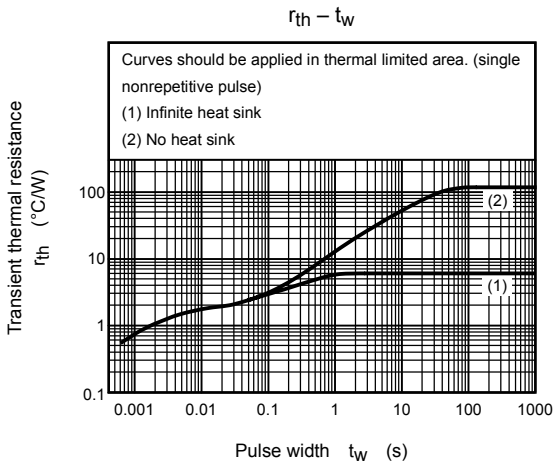 rth – tw
Curves should be applied in thermal limited area. (single
nonrepetitive pulse)
(1) Infinite heat sink
(2) No heat sink
Transient thermal resistance
rth (°C/W)
100
10
1
0.1
(2)
(1)
0.001 0.01 0.1 1 10 100 1000
Pulse width tw (s)